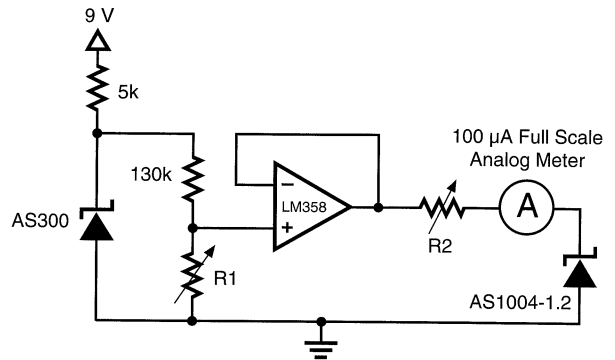 9 V
5k
100 µA Full Scale
Analog Meter
130k
−
LM358
+
A
AS300
R1
R2
AS1004-1.2